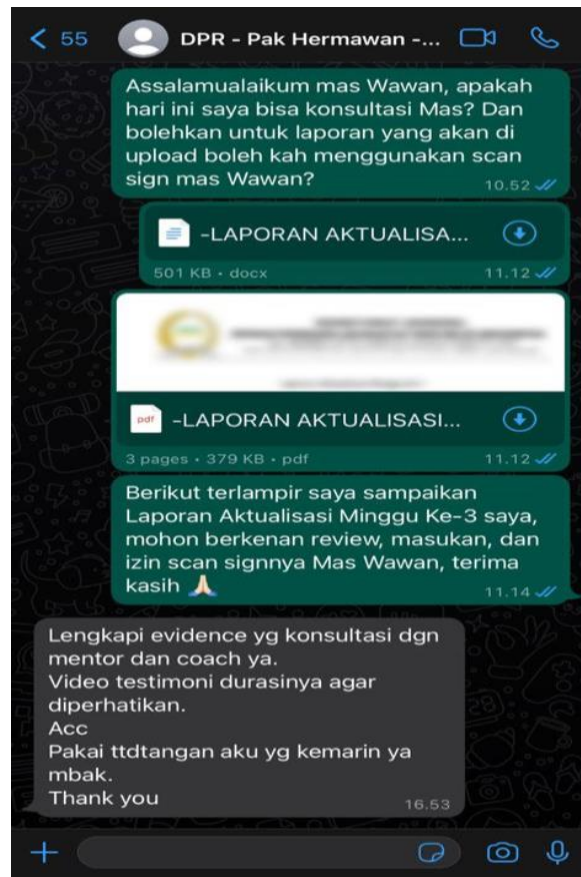 55
DPR - Pak Hermawan -...
Assalamualaikum mas Wawan, apakah
hari ini saya bisa konsultasi Mas? Dan
bolehkan untuk laporan yang akan di
upload boleh kah menggunakan scan
sign mas Wawan?
10.52
-LAPORAN AKTUALISA...
501 KB • docx
11.12
pdf
-LAPORAN AKTUALISASI...
3 pages • 379 KB • pdf
11.12
Berikut terlampir saya sampaikan
Laporan Aktualisasi Minggu Ke-3 saya,
mohon berkenan review, masukan, dan
izin scan signnya Mas Wawan, terima
kasih 🙏🏻
11.14
Lengkapi evidence yg konsultasi dgn
mentor dan coach ya.
Video testimoni durasinya agar
diperhatikan.
Acc
Pakai ttdtangan aku yg kemarin ya
mbak.
Thank you
16.53